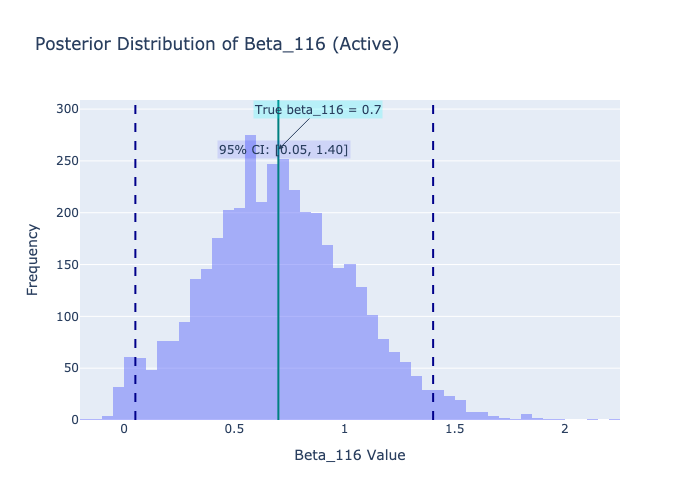 Posterior Distribution of Beta_116 (Active)
True beta_116 = 0.7
95% CI: [0.05, 1.40]
300
250
200
150
100
50
0
Frequency
0
0.5
1
1.5
2
Beta_116 Value